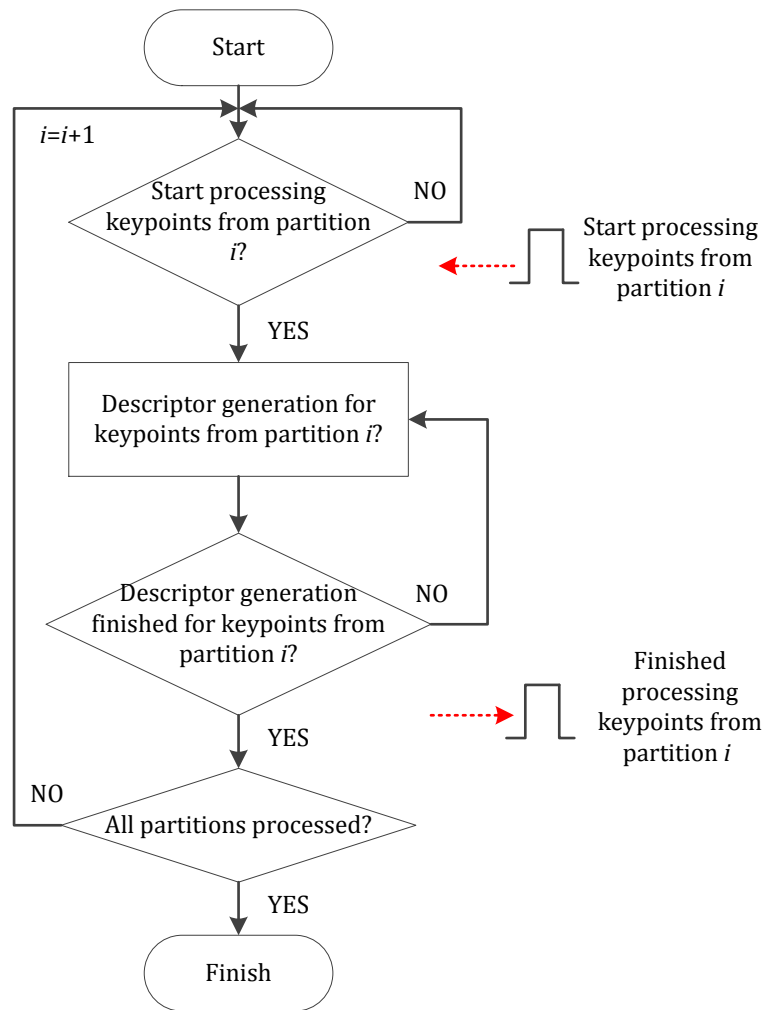 Start
i=i+1
Start processing
keypoints from partition
i?
NO
Start processing
keypoints from
partition i
YES
Descriptor generation for
keypoints from partition i?
Descriptor generation
finished for keypoints from
partition i?
NO
Finished
processing
keypoints from
partition i
YES
NO
All partitions processed?
YES
Finish